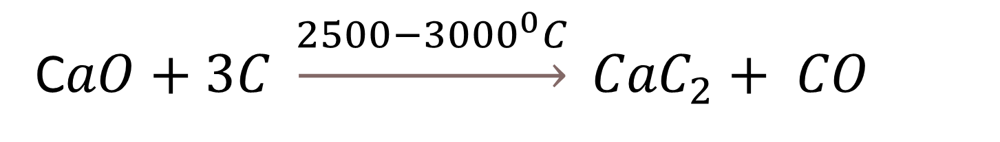 2500−3000⁰C
CaO + 3C → CaC₂ + CO